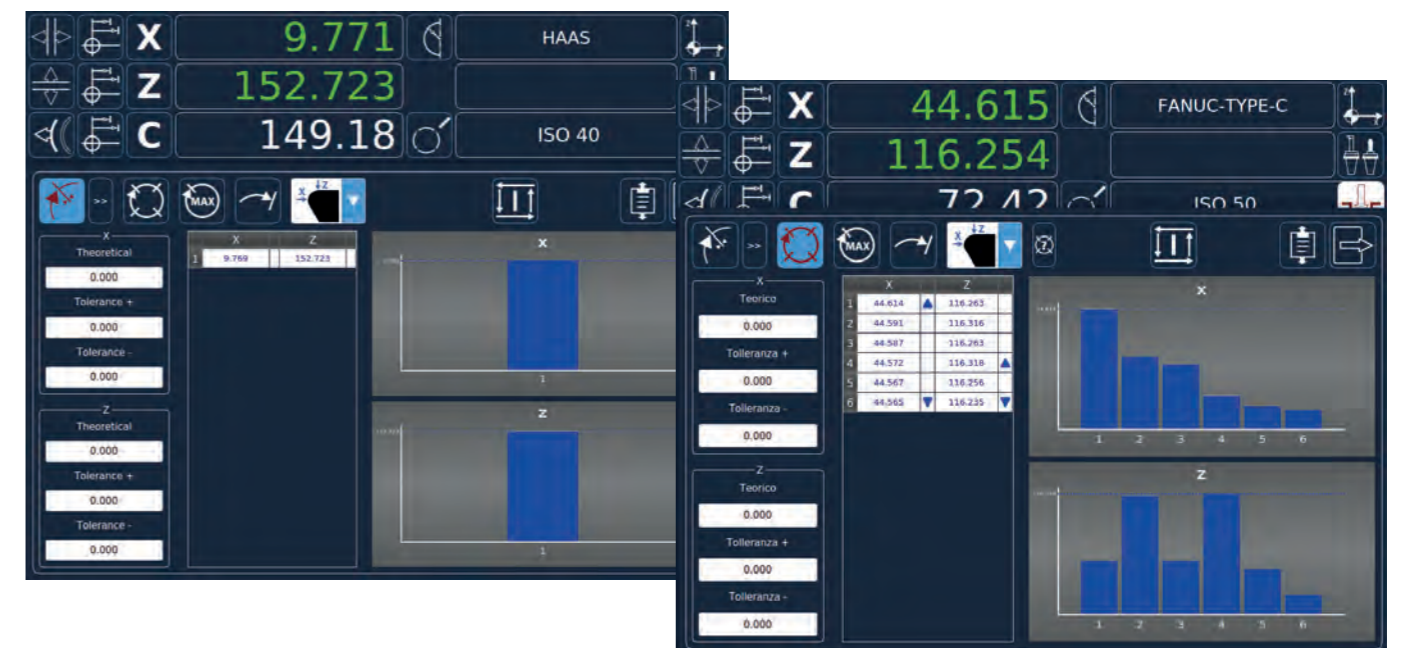 X 9.771 HAAS
Z 152.723
C 149.18 ISO 40
>> MAX X Z
X
Theoretical
0.000
Tolerance +
0.000
Tolerance -
0.000
Z
Theoretical
0.000
Tolerance +
0.000
Tolerance -
0.000
X Z
1 9.769 152.723
X
1
Z
1
X 44.615 FANUC-TYPE-C
Z 116.254
C 72.42 ISO 50
>> MAX X Z ?
X
Teorico
0.000
Tolleranza +
0.000
Tolleranza -
0.000
Z
Teorico
0.000
Tolleranza +
0.000
Tolleranza -
0.000
X Z
1 44.614 116.263
2 44.591 116.316
3 44.587 116.263
4 44.572 116.318
5 44.567 116.256
6 44.565 116.235
X
1 2 3 4 5 6
Z
1 2 3 4 5 6